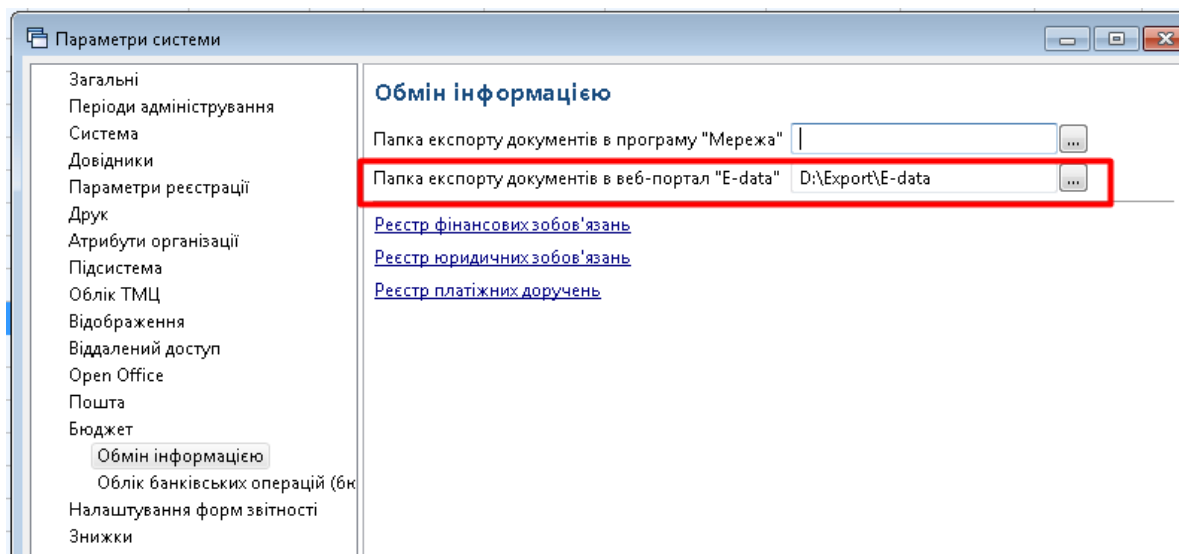 Параметри системи
Загальні
Періоди адміністрування
Система
Довідники
Параметри реєстрації
Друк
Атрибути організації
Підсистема
Облік ТМЦ
Відображення
Віддалений доступ
Open Office
Пошта
Бюджет
Обмін інформацією
Облік банківських операцій (бк
Налаштування форм звітності
Знижки
Обмін інформацією
Папка експорту документів в програму "Мережа"
Папка експорту документів в веб-портал "E-data" D:\Export\E-data
Реєстр фінансових зобов'язань
Реєстр юридичних зобов'язань
Реєстр платіжних доручень